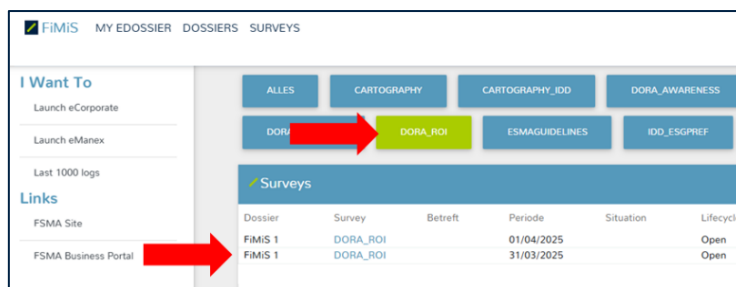 FiMiS MY EDOSSIER DOSSIERS SURVEYS
I Want To
Launch eCorporate
Launch eManex
Last 1000 logs
Links
FSMA Site
FSMA Business Portal
ALLES CARTOGRAPHY CARTOGRAPHY_IDD DORA_AWARENESS
DORA_ROI ESMAGUIDELINES IDD_ESGPREF
Surveys
Dossier Survey Betreft Periode Situation Lifecycl
FiMiS 1 DORA_ROI 01/04/2025 Open
FiMiS 1 DORA_ROI 31/03/2025 Open